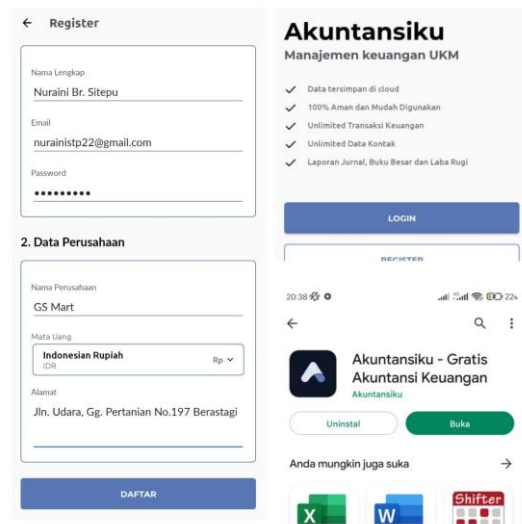 ← Register
Nama Lengkap
Nuraini Br. Sitepu
Email
nurainistp22@gmail.com
Password
•••••••••
2. Data Perusahaan
Nama Perusahaan
GS Mart
Mata Uang
Indonesian Rupiah
IDR
Rp
Alamat
Jln. Udara, Gg. Pertanian No.197 Berastagi
DAFTAR
Akuntansiku
Manajemen keuangan UKM
✓ Data tersimpan di cloud
✓ 100% Aman dan Mudah Digunakan
✓ Unlimited Transaksi Keuangan
✓ Unlimited Data Kontak
✓ Laporan Jurnal, Buku Besar dan Laba Rugi
LOGIN
REGISTER
20:38
Akuntansiku - Gratis
Akuntansi Keuangan
Akuntansiku
Uninstal
Buka
Anda mungkin juga suka
X
W
Shifter